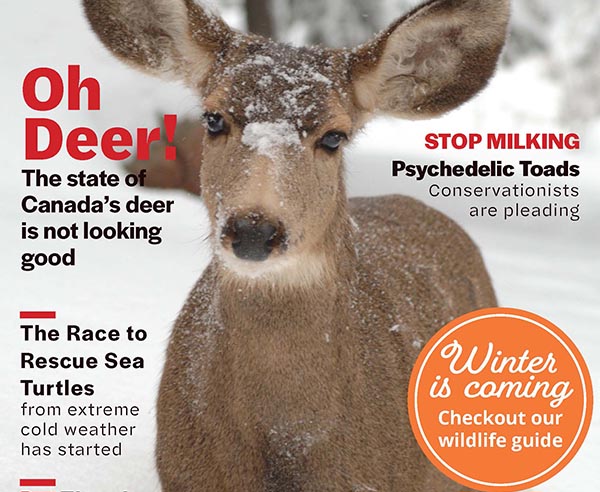 Oh
Deer!
The state of
Canada's deer
is not looking
good
STOP MILKING
Psychedelic Toads
Conservationists
are pleading
The Race to
Rescue Sea
Turtles
from extreme
cold weather
has started
Winter
is coming
Checkout our
wildlife guide